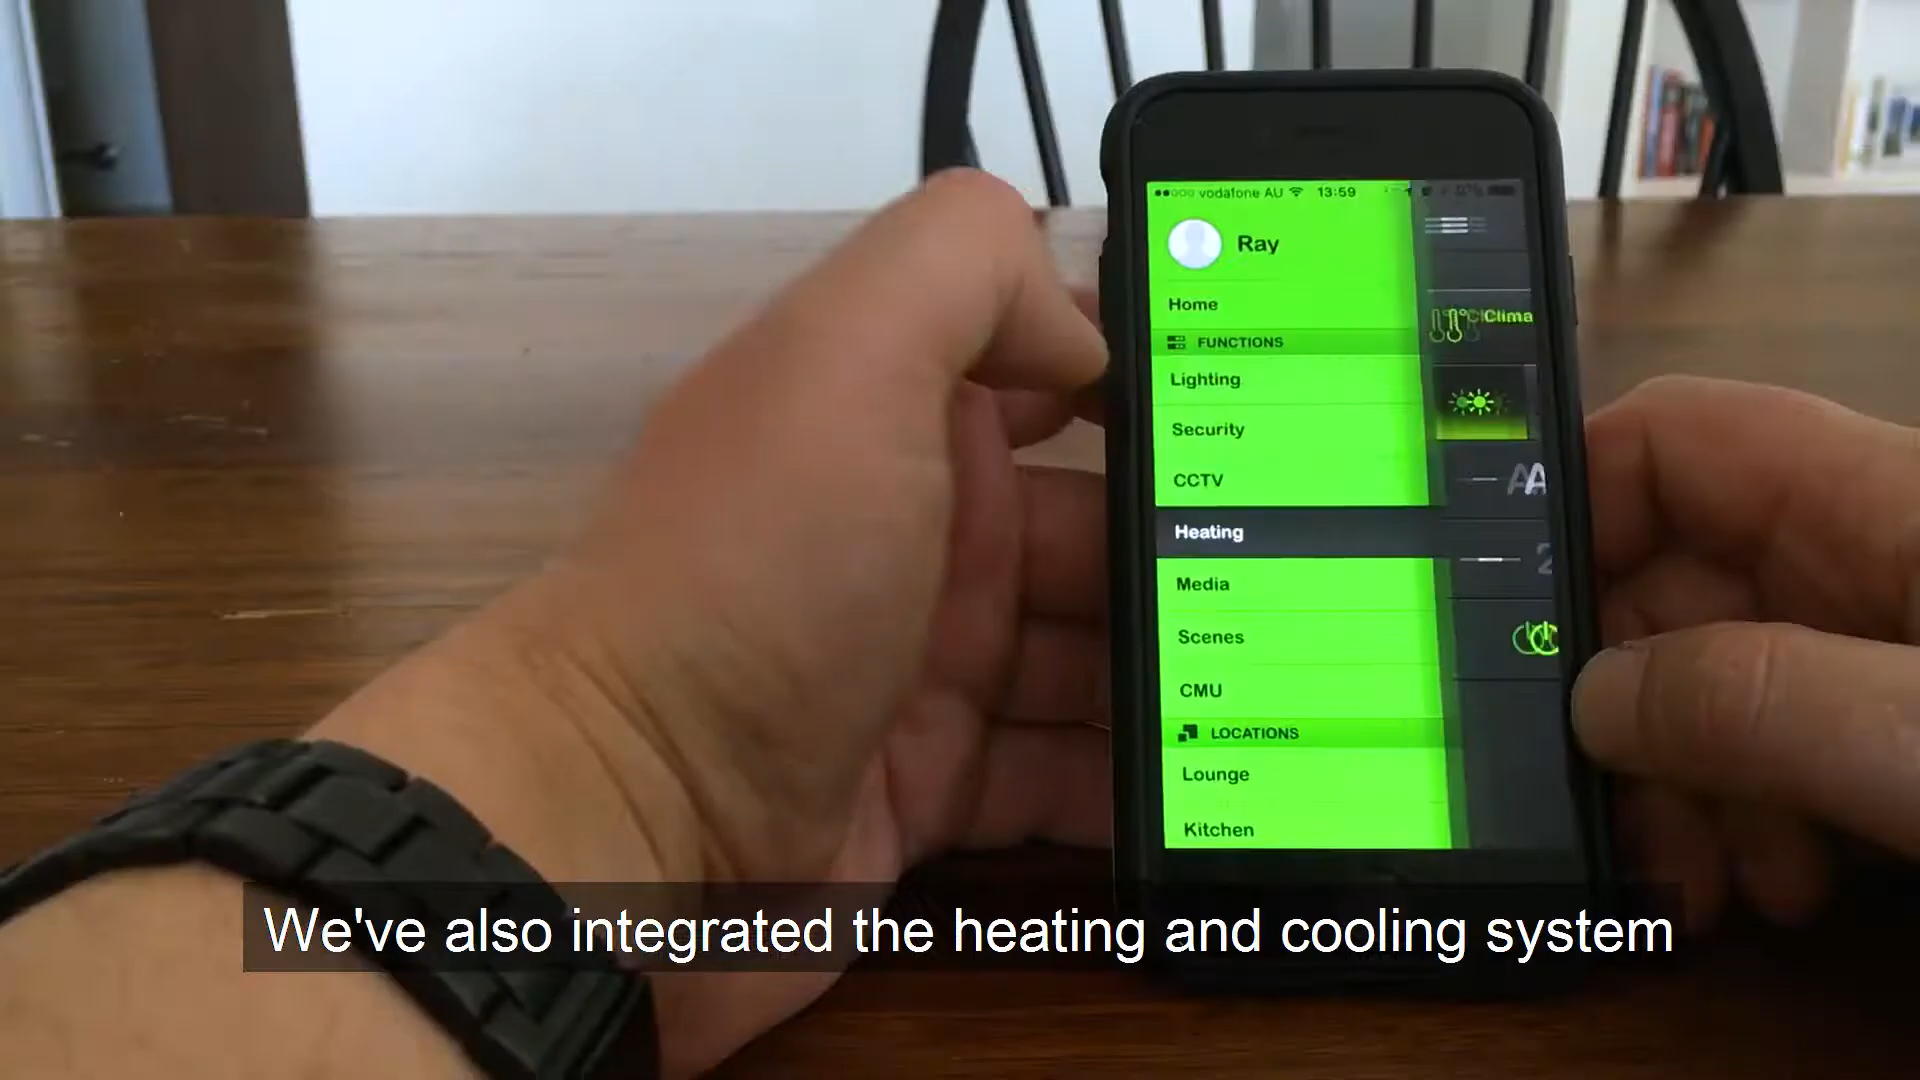 vodafone AU 13:59
Ray
Home
FUNCTIONS
Lighting
Security
CCTV
Heating
Media
Scenes
CMU
LOCATIONS
Lounge
Kitchen
Clima
We've also integrated the heating and cooling system